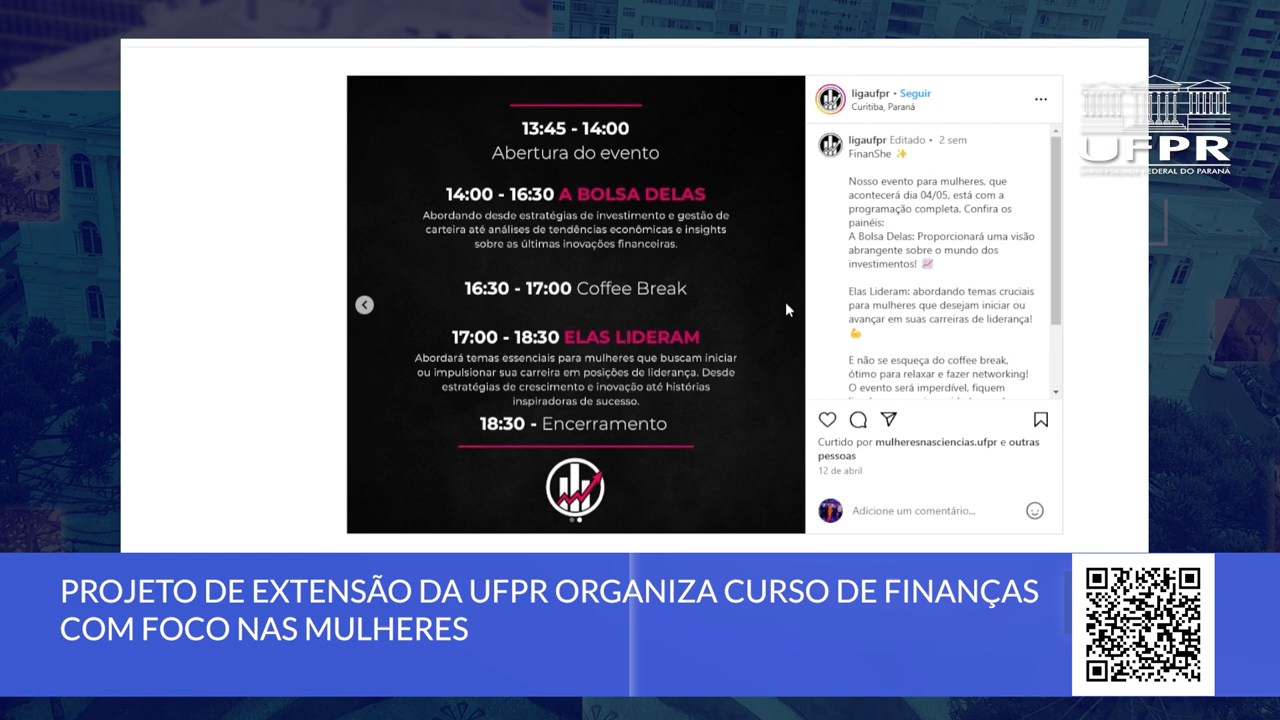 13:45 - 14:00
Abertura do evento
14:00 - 16:30 A BOLSA DELAS
Abordando desde estratégias de investimento e gestão de
carteira até análises de tendências econômicas e insights
sobre as últimas inovações financeiras.
16:30 - 17:00 Coffee Break
17:00 - 18:30 ELAS LIDERAM
Abordará temas essenciais para mulheres que buscam iniciar
ou impulsionar sua carreira em posições de liderança. Desde
estratégias de crescimento e inovação até histórias
inspiradoras de sucesso.
18:30 - Encerramento
ligaufpr • Seguir
Curitiba, Paraná
ligaufpr Editado • 2 sem
FinanShe ✨
Nosso evento para mulheres, que
acontecerá dia 04/05, está com a
programação completa. Confira os
painéis:
A Bolsa Delas: Proporcionará uma visão
abrangente sobre o mundo dos
investimentos! 📈
Elas Lideram: abordando temas cruciais
para mulheres que desejam iniciar ou
avançar em suas carreiras de liderança!
💪
E não se esqueça do coffee break,
ótimo para relaxar e fazer networking!
O evento será imperdível, fiquem
Curtido por mulheresnasciencias.ufpr e outras
pessoas
12 de abril
Adicione um comentário...
UFPR
UNIVERSIDADE FEDERAL DO PARANÁ
PROJETO DE EXTENSÃO DA UFPR ORGANIZA CURSO DE FINANÇAS
COM FOCO NAS MULHERES